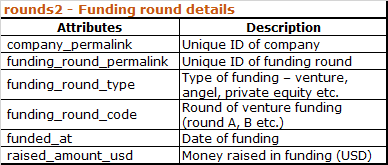 rounds2 - Funding round details
Attributes Description
company_permalink Unique ID of company
funding_round_permalink Unique ID of funding round
funding_round_type Type of funding – venture,
angel, private equity etc.
funding_round_code Round of venture funding
(round A, B etc.)
funded_at Date of funding
raised_amount_usd Money raised in funding (USD)